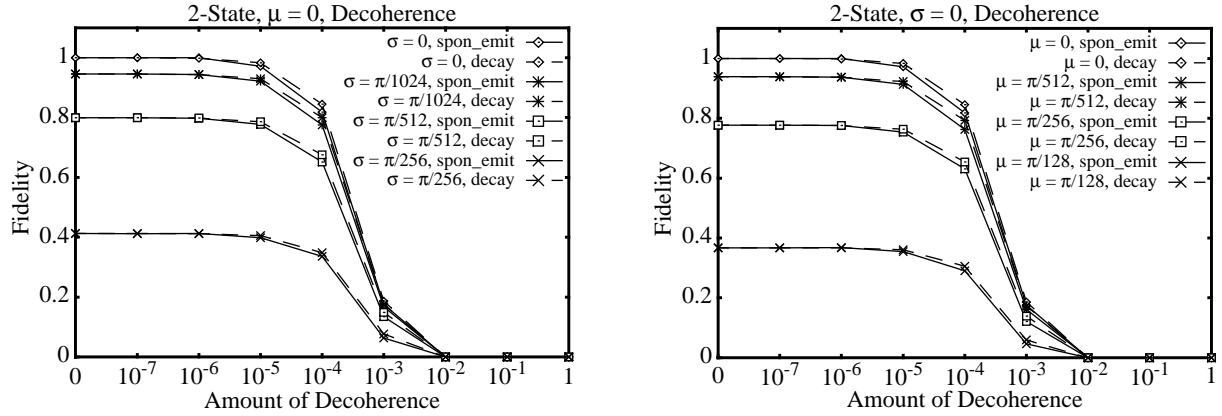 2-State, μ = 0, Decoherence
σ = 0, spon_emit
σ = 0, decay
σ = π/1024, spon_emit
σ = π/1024, decay
σ = π/512, spon_emit
σ = π/512, decay
σ = π/256, spon_emit
σ = π/256, decay
Fidelity
1
0.8
0.6
0.4
0.2
0
0 10⁻⁷ 10⁻⁶ 10⁻⁵ 10⁻⁴ 10⁻³ 10⁻² 10⁻¹ 1
Amount of Decoherence
2-State, σ = 0, Decoherence
μ = 0, spon_emit
μ = 0, decay
μ = π/512, spon_emit
μ = π/512, decay
μ = π/256, spon_emit
μ = π/256, decay
μ = π/128, spon_emit
μ = π/128, decay
Fidelity
1
0.8
0.6
0.4
0.2
0
0 10⁻⁷ 10⁻⁶ 10⁻⁵ 10⁻⁴ 10⁻³ 10⁻² 10⁻¹ 1
Amount of Decoherence